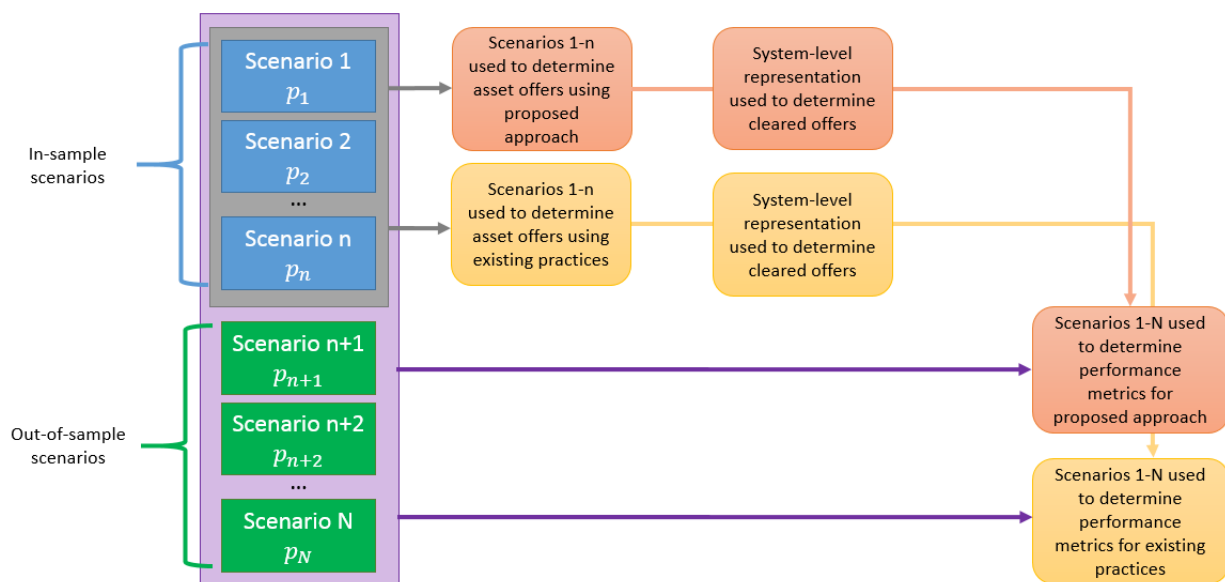 In-sample
scenarios
Scenario 1
p₁
Scenario 2
p₂
...
Scenario n
pₙ
Out-of-sample
scenarios
Scenario n+1
pₙ₊₁
Scenario n+2
pₙ₊₂
...
Scenario N
p_N
Scenarios 1-n
used to determine
asset offers using
proposed
approach
System-level
representation
used to determine
cleared offers
Scenarios 1-n
used to determine
asset offers using
existing practices
System-level
representation
used to determine
cleared offers
Scenarios 1-N used
to determine
performance
metrics for
proposed approach
Scenarios 1-N used
to determine
performance
metrics for existing
practices